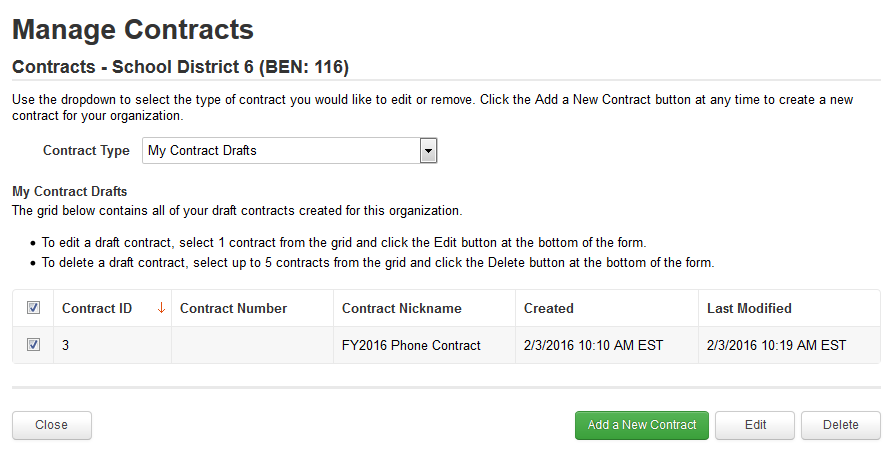 Manage Contracts
Contracts - School District 6 (BEN: 116)
Use the dropdown to select the type of contract you would like to edit or remove. Click the Add a New Contract button at any time to create a new
contract for your organization.
Contract Type My Contract Drafts
My Contract Drafts
The grid below contains all of your draft contracts created for this organization.
• To edit a draft contract, select 1 contract from the grid and click the Edit button at the bottom of the form.
• To delete a draft contract, select up to 5 contracts from the grid and click the Delete button at the bottom of the form.
Contract ID ↓ Contract Number Contract Nickname Created Last Modified
3 FY2016 Phone Contract 2/3/2016 10:10 AM EST 2/3/2016 10:19 AM EST
Close Add a New Contract Edit Delete